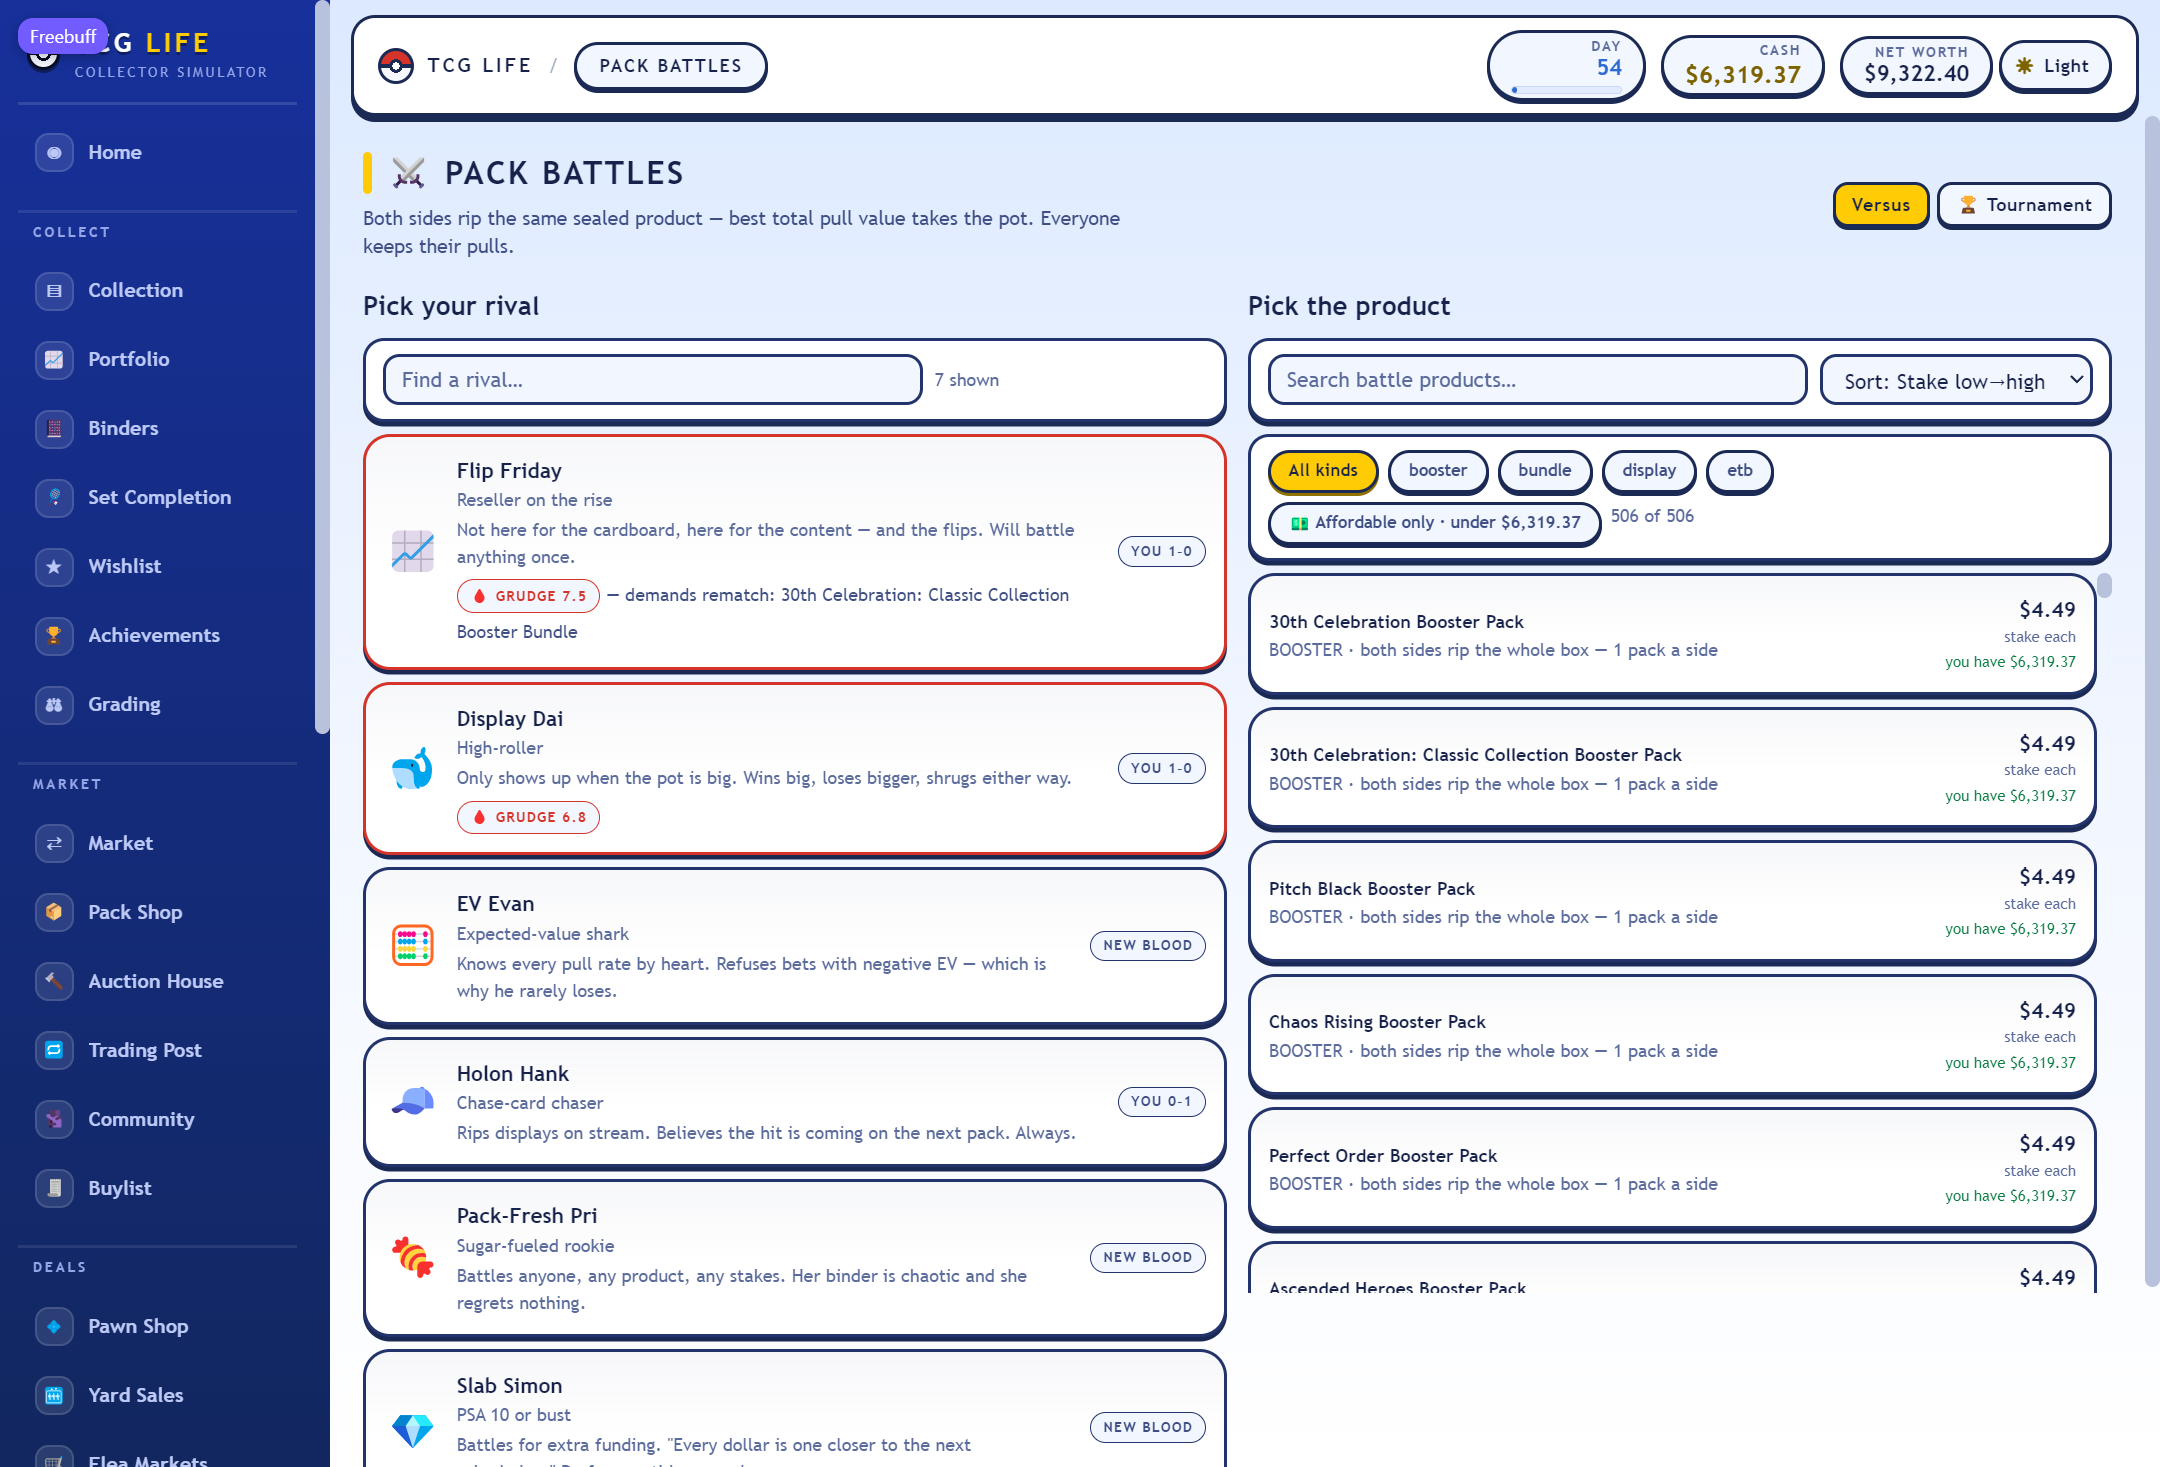 Freebuff
CG LIFE
COLLECTOR SIMULATOR
Home
COLLECT
Collection
Portfolio
Binders
Set Completion
Wishlist
Achievements
Grading
MARKET
Market
Pack Shop
Auction House
Trading Post
Community
Buylist
DEALS
Pawn Shop
Yard Sales
Flea Markets
TCG LIFE / PACK BATTLES
DAY
54
CASH
$6,319.37
NET WORTH
$9,322.40
Light
PACK BATTLES
Both sides rip the same sealed product — best total pull value takes the pot. Everyone
keeps their pulls.
Versus
Tournament
Pick your rival
Find a rival...
7 shown
Flip Friday
Reseller on the rise
Not here for the cardboard, here for the content — and the flips. Will battle
anything once.
GRUDGE 7.5 — demands rematch: 30th Celebration: Classic Collection
Booster Bundle
YOU 1-0
Display Dai
High-roller
Only shows up when the pot is big. Wins big, loses bigger, shrugs either way.
GRUDGE 6.8
YOU 1-0
EV Evan
Expected-value shark
Knows every pull rate by heart. Refuses bets with negative EV — which is
why he rarely loses.
NEW BLOOD
Holon Hank
Chase-card chaser
Rips displays on stream. Believes the hit is coming on the next pack. Always.
YOU 0-1
Pack-Fresh Pri
Sugar-fueled rookie
Battles anyone, any product, any stakes. Her binder is chaotic and she
regrets nothing.
NEW BLOOD
Slab Simon
PSA 10 or bust
Battles for extra funding. "Every dollar is one closer to the next
NEW BLOOD
Pick the product
Search battle products...
Sort: Stake low→high
All kinds
booster
bundle
display
etb
Affordable only · under $6,319.37
506 of 506
30th Celebration Booster Pack
BOOSTER · both sides rip the whole box — 1 pack a side
$4.49
stake each
you have $6,319.37
30th Celebration: Classic Collection Booster Pack
BOOSTER · both sides rip the whole box — 1 pack a side
$4.49
stake each
you have $6,319.37
Pitch Black Booster Pack
BOOSTER · both sides rip the whole box — 1 pack a side
$4.49
stake each
you have $6,319.37
Chaos Rising Booster Pack
BOOSTER · both sides rip the whole box — 1 pack a side
$4.49
stake each
you have $6,319.37
Perfect Order Booster Pack
BOOSTER · both sides rip the whole box — 1 pack a side
$4.49
stake each
you have $6,319.37
Ascended Heroes Booster Pack
$4.49